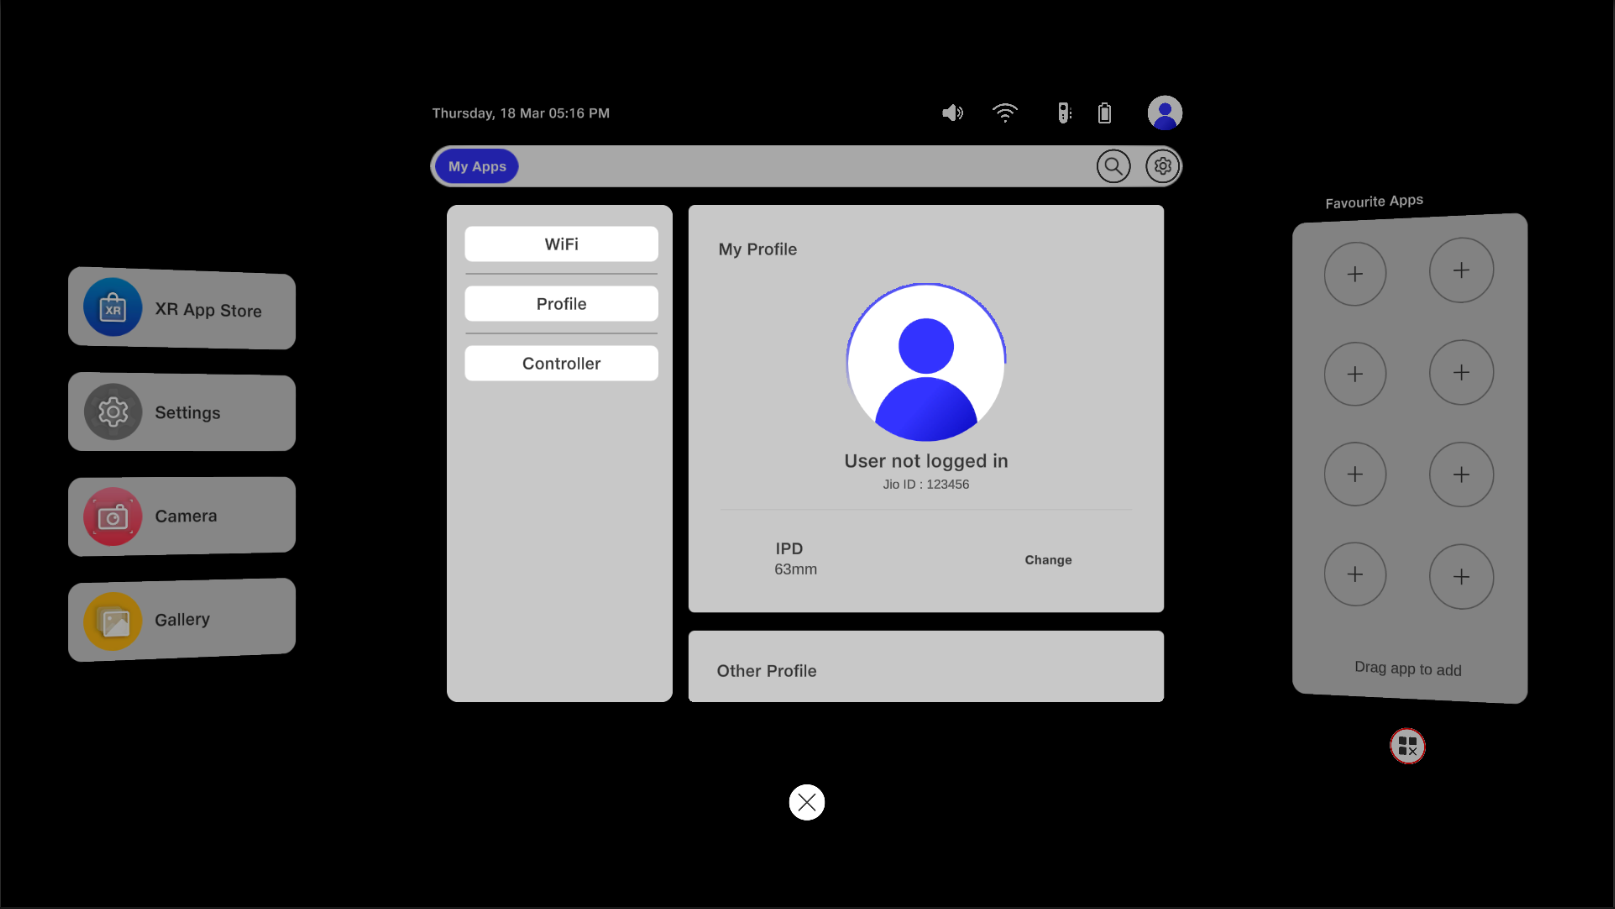 Thursday, 18 Mar 05:16 PM
My Apps
XR
XR App Store
Settings
Camera
Gallery
WiFi
Profile
Controller
My Profile
User not logged in
Jio ID : 123456
IPD
63mm
Change
Other Profile
Favourite Apps
Drag app to add